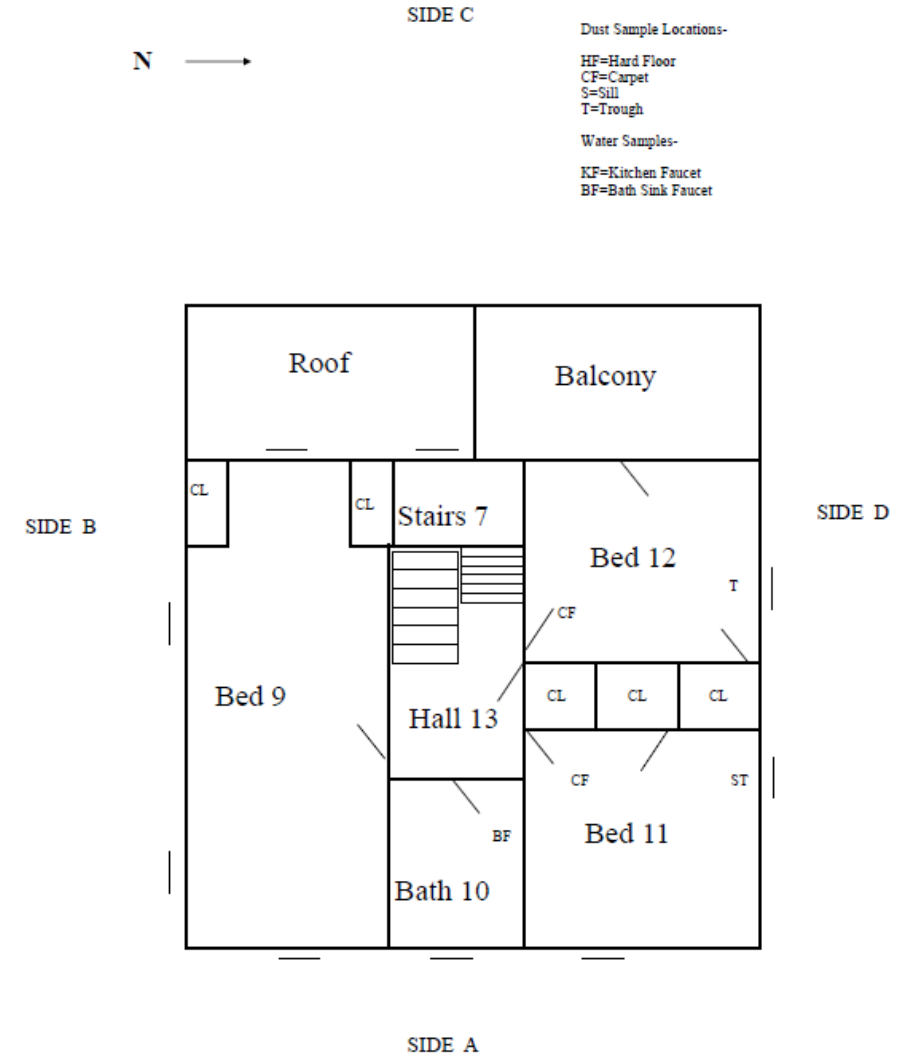 SIDE C
N
Dust Sample Locations-
HF=Hard Floor
CF=Carpet
S=Sill
T=Trough
Water Samples-
KF=Kitchen Faucet
BF=Bath Sink Faucet
Roof
Balcony
CL
CL
Stairs 7
SIDE B
SIDE D
Bed 12
T
CF
Bed 9
CL
CL
CL
Hall 13
CF
ST
Bed 11
BF
Bath 10
SIDE A